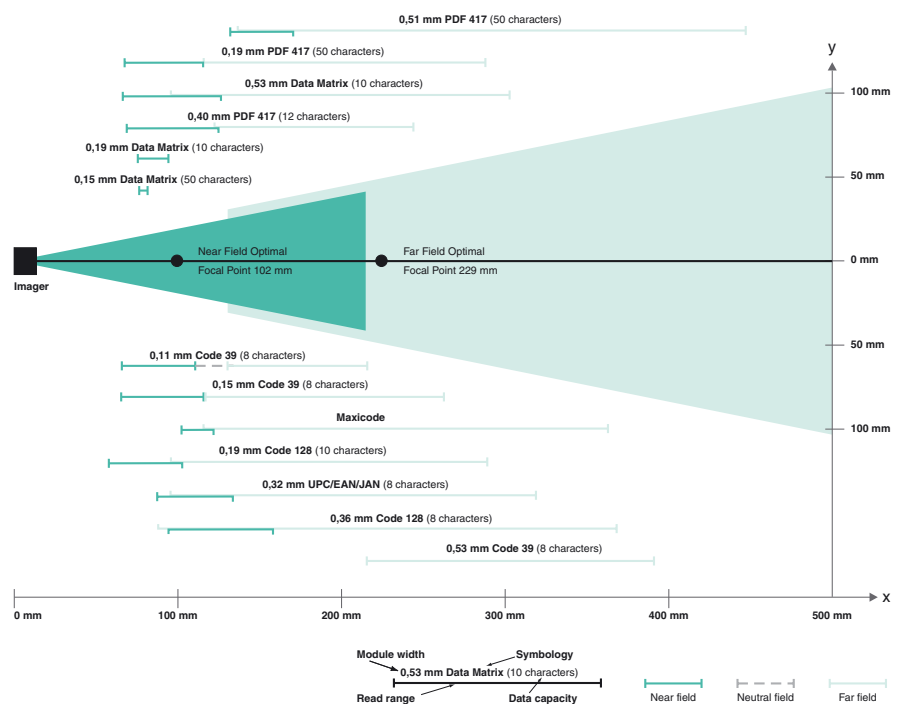 0,51 mm PDF 417 (50 characters)
0,19 mm PDF 417 (50 characters)
y
0,53 mm Data Matrix (10 characters)
100 mm
0,40 mm PDF 417 (12 characters)
0,19 mm Data Matrix (10 characters)
0,15 mm Data Matrix (50 characters)
50 mm
Near Field Optimal
Focal Point 102 mm
Far Field Optimal
Focal Point 229 mm
0 mm
Imager
50 mm
0,11 mm Code 39 (8 characters)
0,15 mm Code 39 (8 characters)
Maxicode
100 mm
0,19 mm Code 128 (10 characters)
0,32 mm UPC/EAN/JAN (8 characters)
0,36 mm Code 128 (8 characters)
0,53 mm Code 39 (8 characters)
x
0 mm 100 mm 200 mm 300 mm 400 mm 500 mm
Module width Symbology
0,53 mm Data Matrix (10 characters)
Read range Data capacity
Near field Neutral field Far field